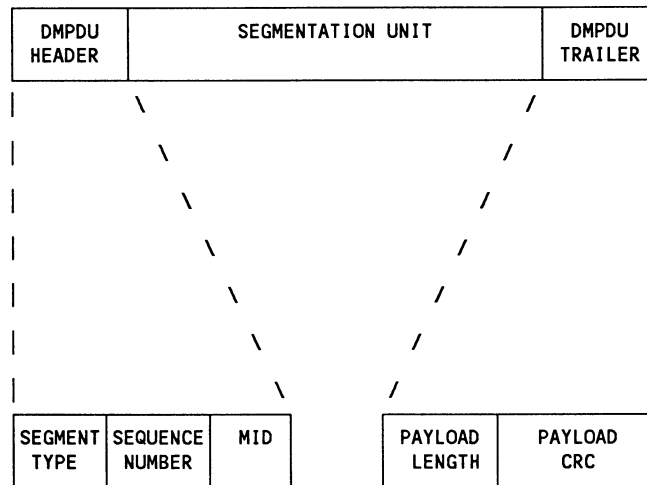 DMPDU HEADER
SEGMENTATION UNIT
DMPDU TRAILER
SEGMENT TYPE
SEQUENCE NUMBER
MID
PAYLOAD LENGTH
PAYLOAD CRC